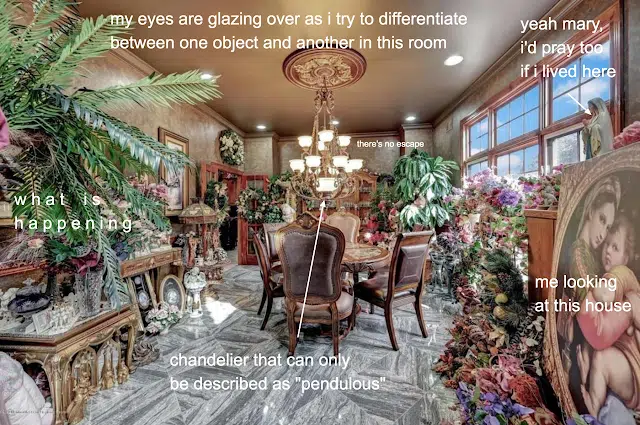 my eyes are glazing over as i try to differentiate
between one object and another in this room
yeah mary,
i'd pray too
if i lived here
there's no escape
what is
happening
me looking
at this house
chandelier that can only
be described as "pendulous"